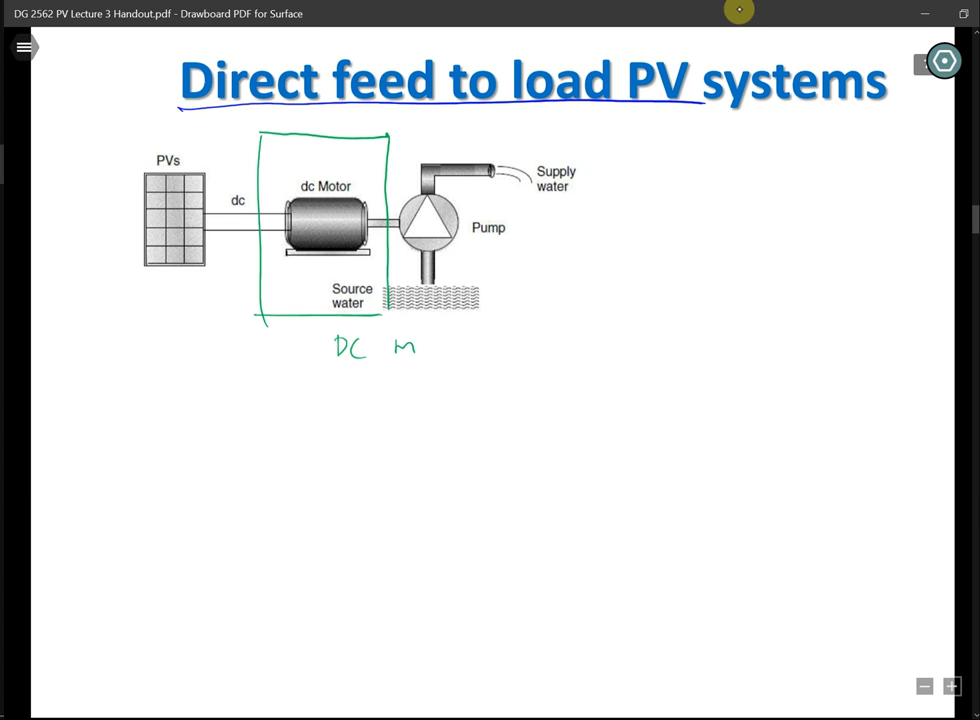 DG 2562 PV Lecture 3 Handout.pdf - Drawboard PDF for Surface
Direct feed to load PV systems
PVs
dc
dc Motor
Supply
water
Pump
Source
water
DC M